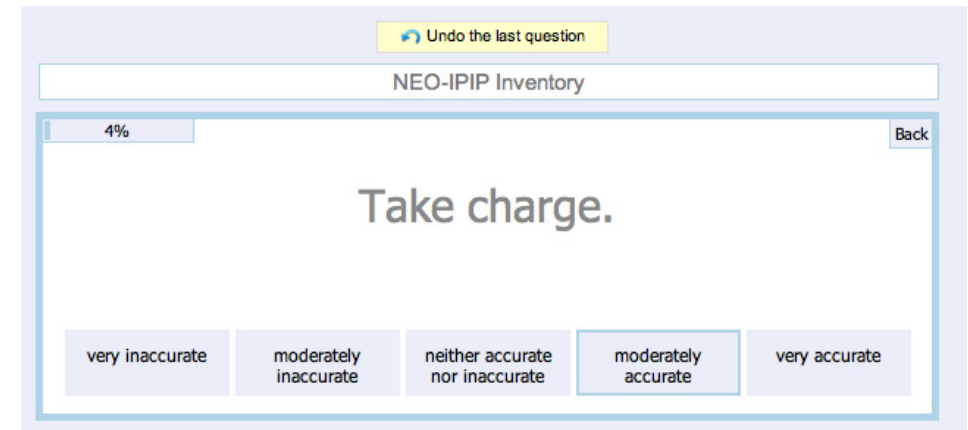 Undo the last question
NEO-IPIP Inventory
4%
Back
Take charge.
very inaccurate
moderately
inaccurate
neither accurate
nor inaccurate
moderately
accurate
very accurate